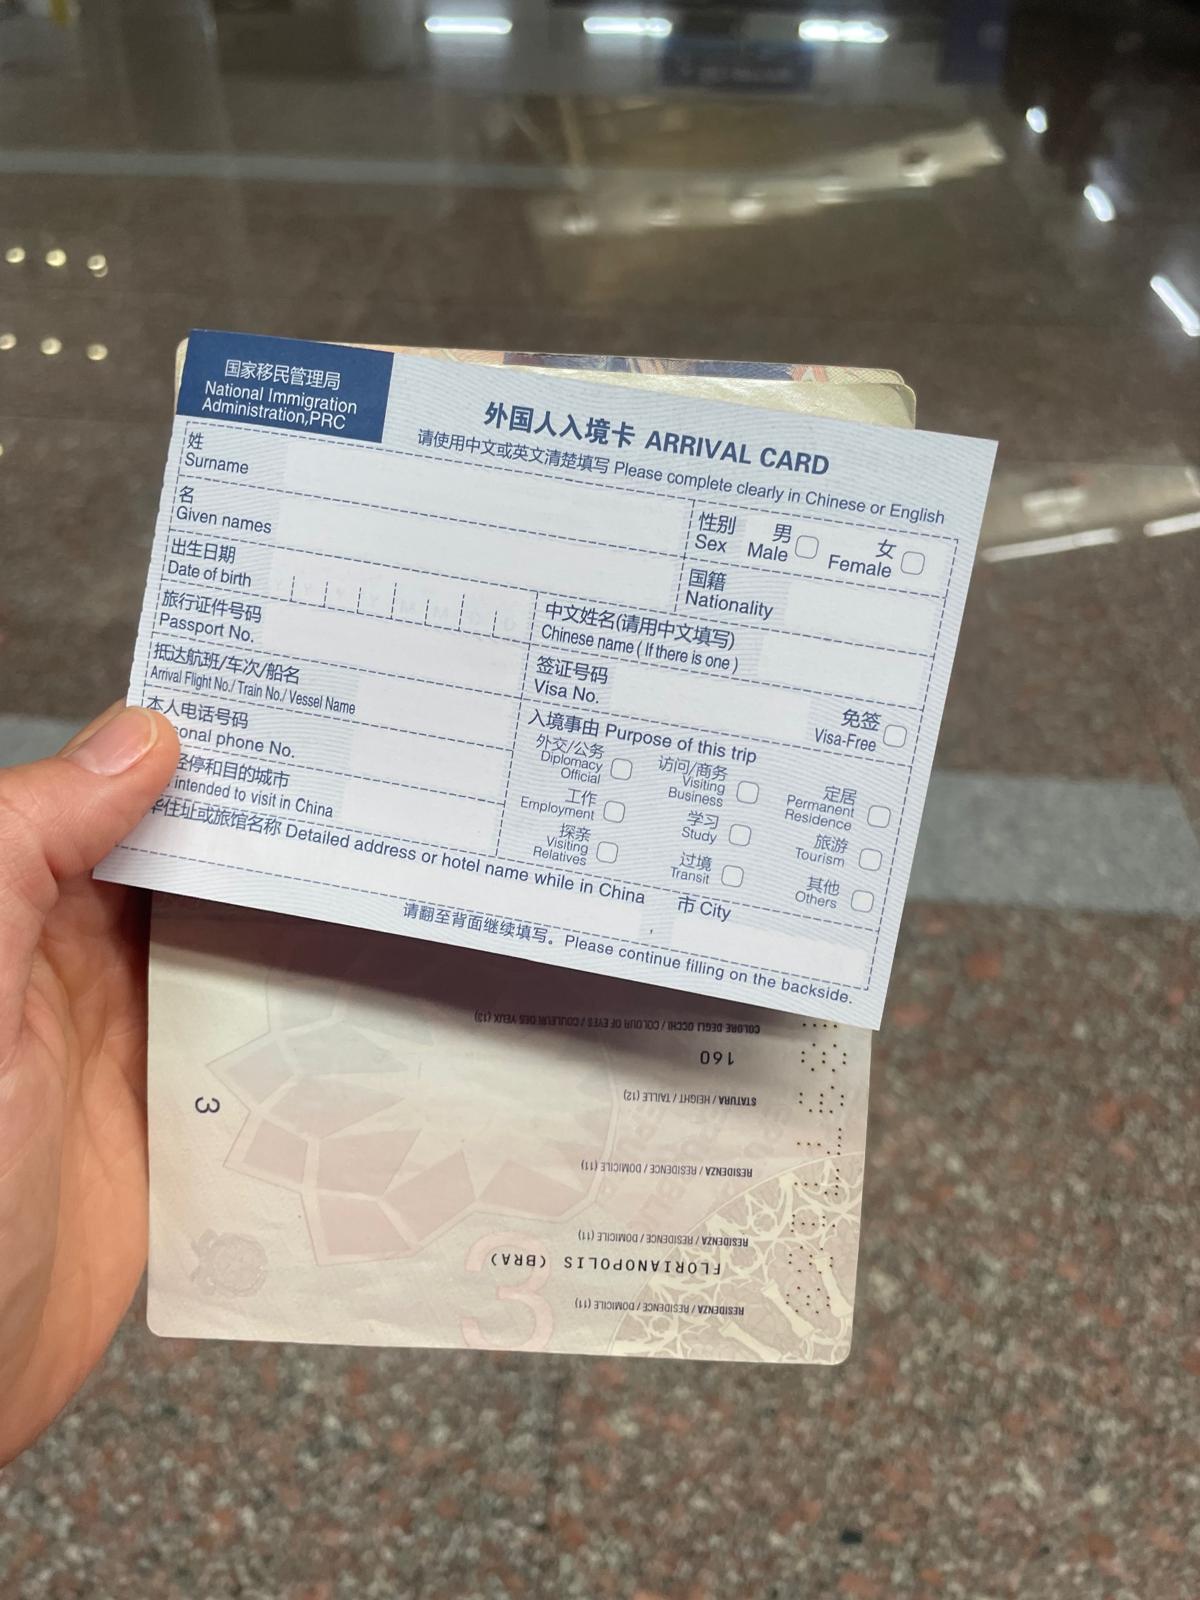 国家移民管理局
National Immigration
Administration,PRC
外国人入境卡 ARRIVAL CARD
请使用中文或英文清楚填写 Please complete clearly in Chinese or English
姓
Surname
名
Given names
性别
Sex
男
Male
女
Female
国籍
Nationality
出生日期
Date of birth
中文姓名(请用中文填写)
Chinese name ( If there is one )
旅行证件号码
Passport No.
签证号码
Visa No.
免签
Visa-Free
抵达航班/车次/船名
Arrival Flight No./ Train No./ Vessel Name
本人电话号码
sonal phone No.
经停和目的城市
intended to visit in China
入境事由 Purpose of this trip
外交/公务
Diplomacy
Official
访问/商务
Visiting
Business
定居
Permanent
Residence
工作
Employment
学习
Study
旅游
Tourism
探亲
Visiting
Relatives
过境
Transit
其他
Others
华住址或旅馆名称 Detailed address or hotel name while in China
,
市 City
请翻至背面继续填写。Please continue filling on the backside.
RESIDENZA / RESIDENCE / DOMICILE (11)
FLORIANOPOLIS (BRA)
RESIDENZA / RESIDENCE / DOMICILE (11)
RESIDENZA / RESIDENCE / DOMICILE (11)
STATURA / HEIGHT / TAILLE (12)
160
COLORE DEGLI OCCHI / COLOUR OF EYES / COULEUR DES YEUX (13)
3
3